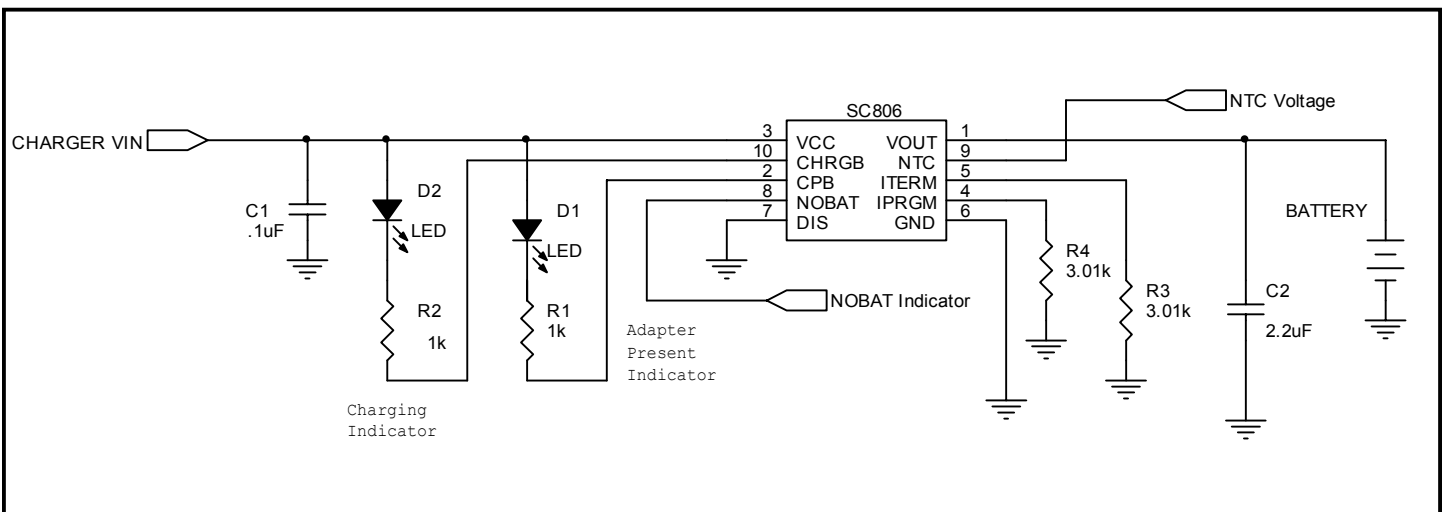 SC806
CHARGER VIN
NTC Voltage
3
10
2
8
7
VCC
CHRGB
CPB
NOBAT
DIS
VOUT
NTC
ITERM
IPRGM
GND
1
9
5
4
6
C1
.1uF
D2
LED
D1
LED
R2
1k
R1
1k
Adapter
Present
Indicator
Charging
Indicator
NOBAT Indicator
R4
3.01k
R3
3.01k
C2
2.2uF
BATTERY